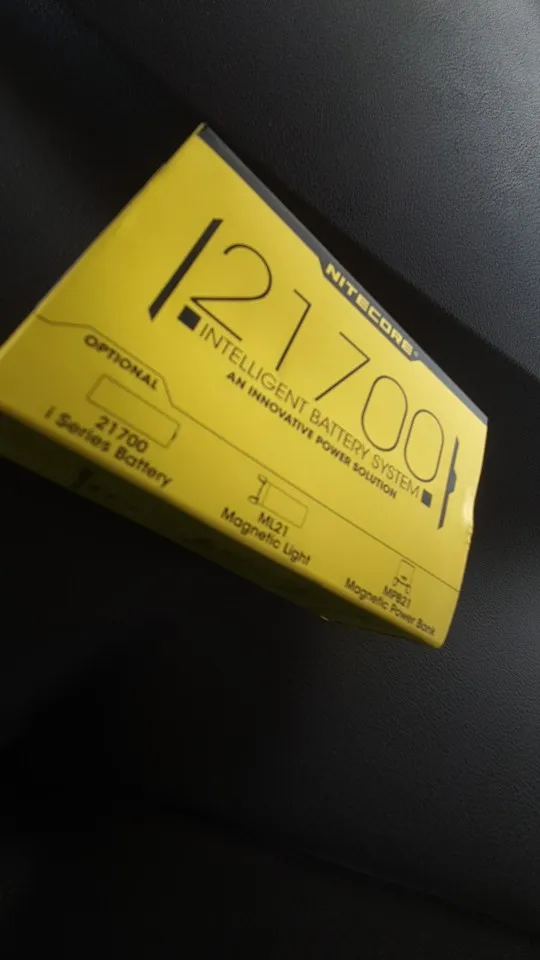 NITECORE®
21700
INTELLIGENT BATTERY SYSTEM
AN INNOVATIVE POWER SOLUTION
OPTIONAL
21700
i Series Battery
ML21
Magnetic Light
MPB21
Magnetic Power Bank